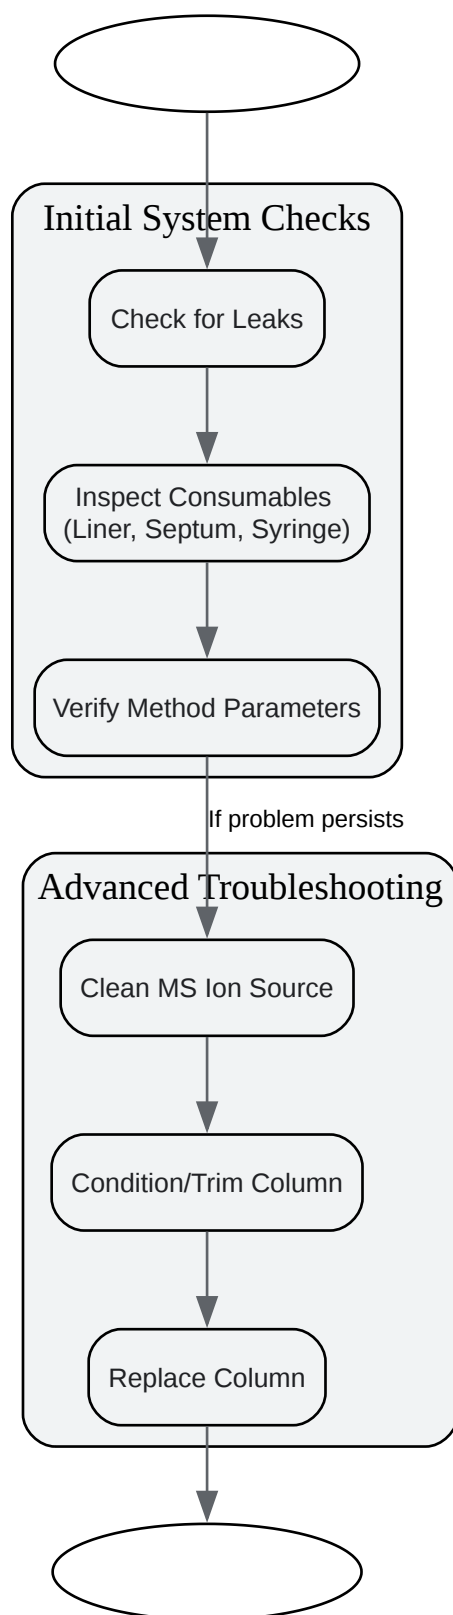 Initial System Checks
Check for Leaks
Inspect Consumables
(Liner, Septum, Syringe)
Verify Method Parameters
If problem persists
Advanced Troubleshooting
Clean MS Ion Source
Condition/Trim Column
Replace Column